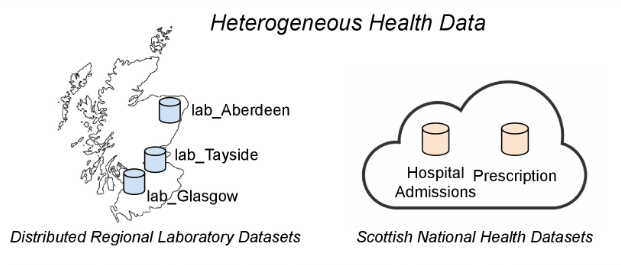 Heterogeneous Health Data
lab_Aberdeen
lab_Tayside
lab_Glasgow
Distributed Regional Laboratory Datasets
Hospital
Admissions
Prescription
Scottish National Health Datasets